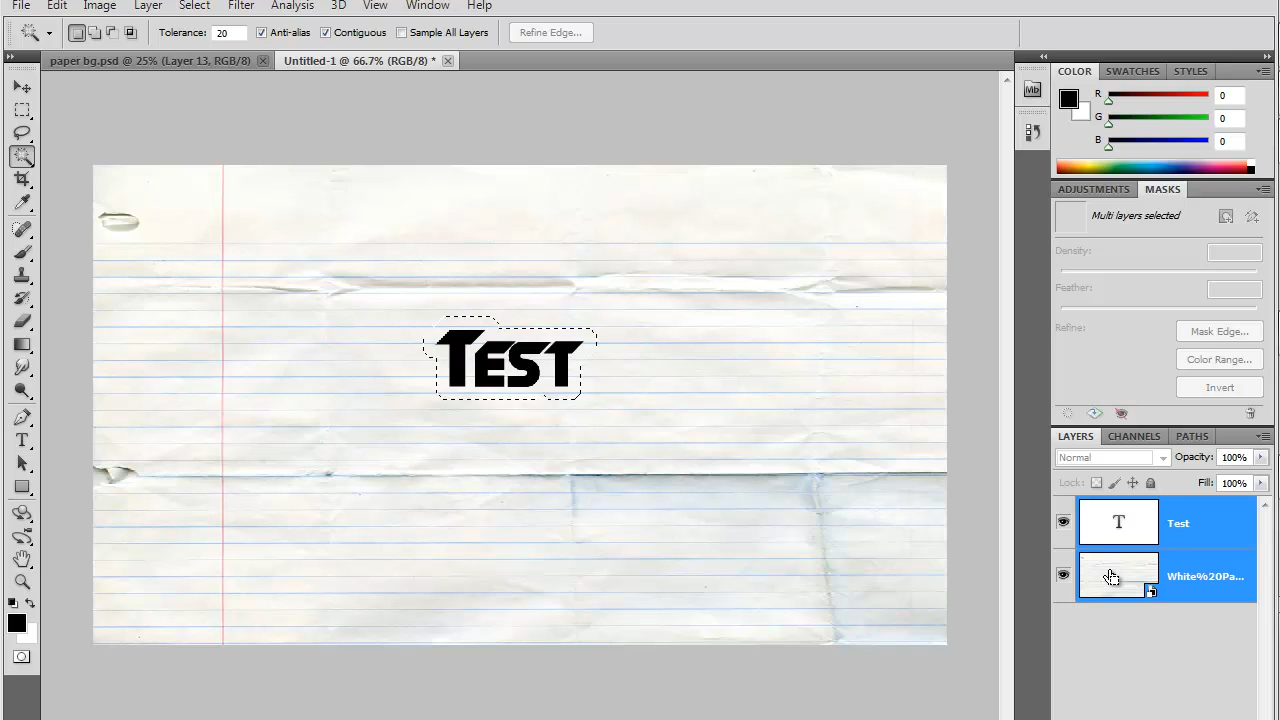 File Edit Image Layer Select Filter Analysis 3D View Window Help
Tolerance: 20 Anti-alias Contiguous Sample All Layers Refine Edge...
paper bg.psd @ 25% (Layer 13, RGB/8) Untitled-1 @ 66.7% (RGB/8) *
COLOR SWATCHES STYLES
Mb
R 0
G 0
B 0
ADJUSTMENTS MASKS
Multi layers selected
Density:
Feather:
Refine: Mask Edge...
Color Range...
Invert
TEST
LAYERS CHANNELS PATHS
Normal Opacity: 100%
Lock: Fill: 100%
T Test
White%20Pa...